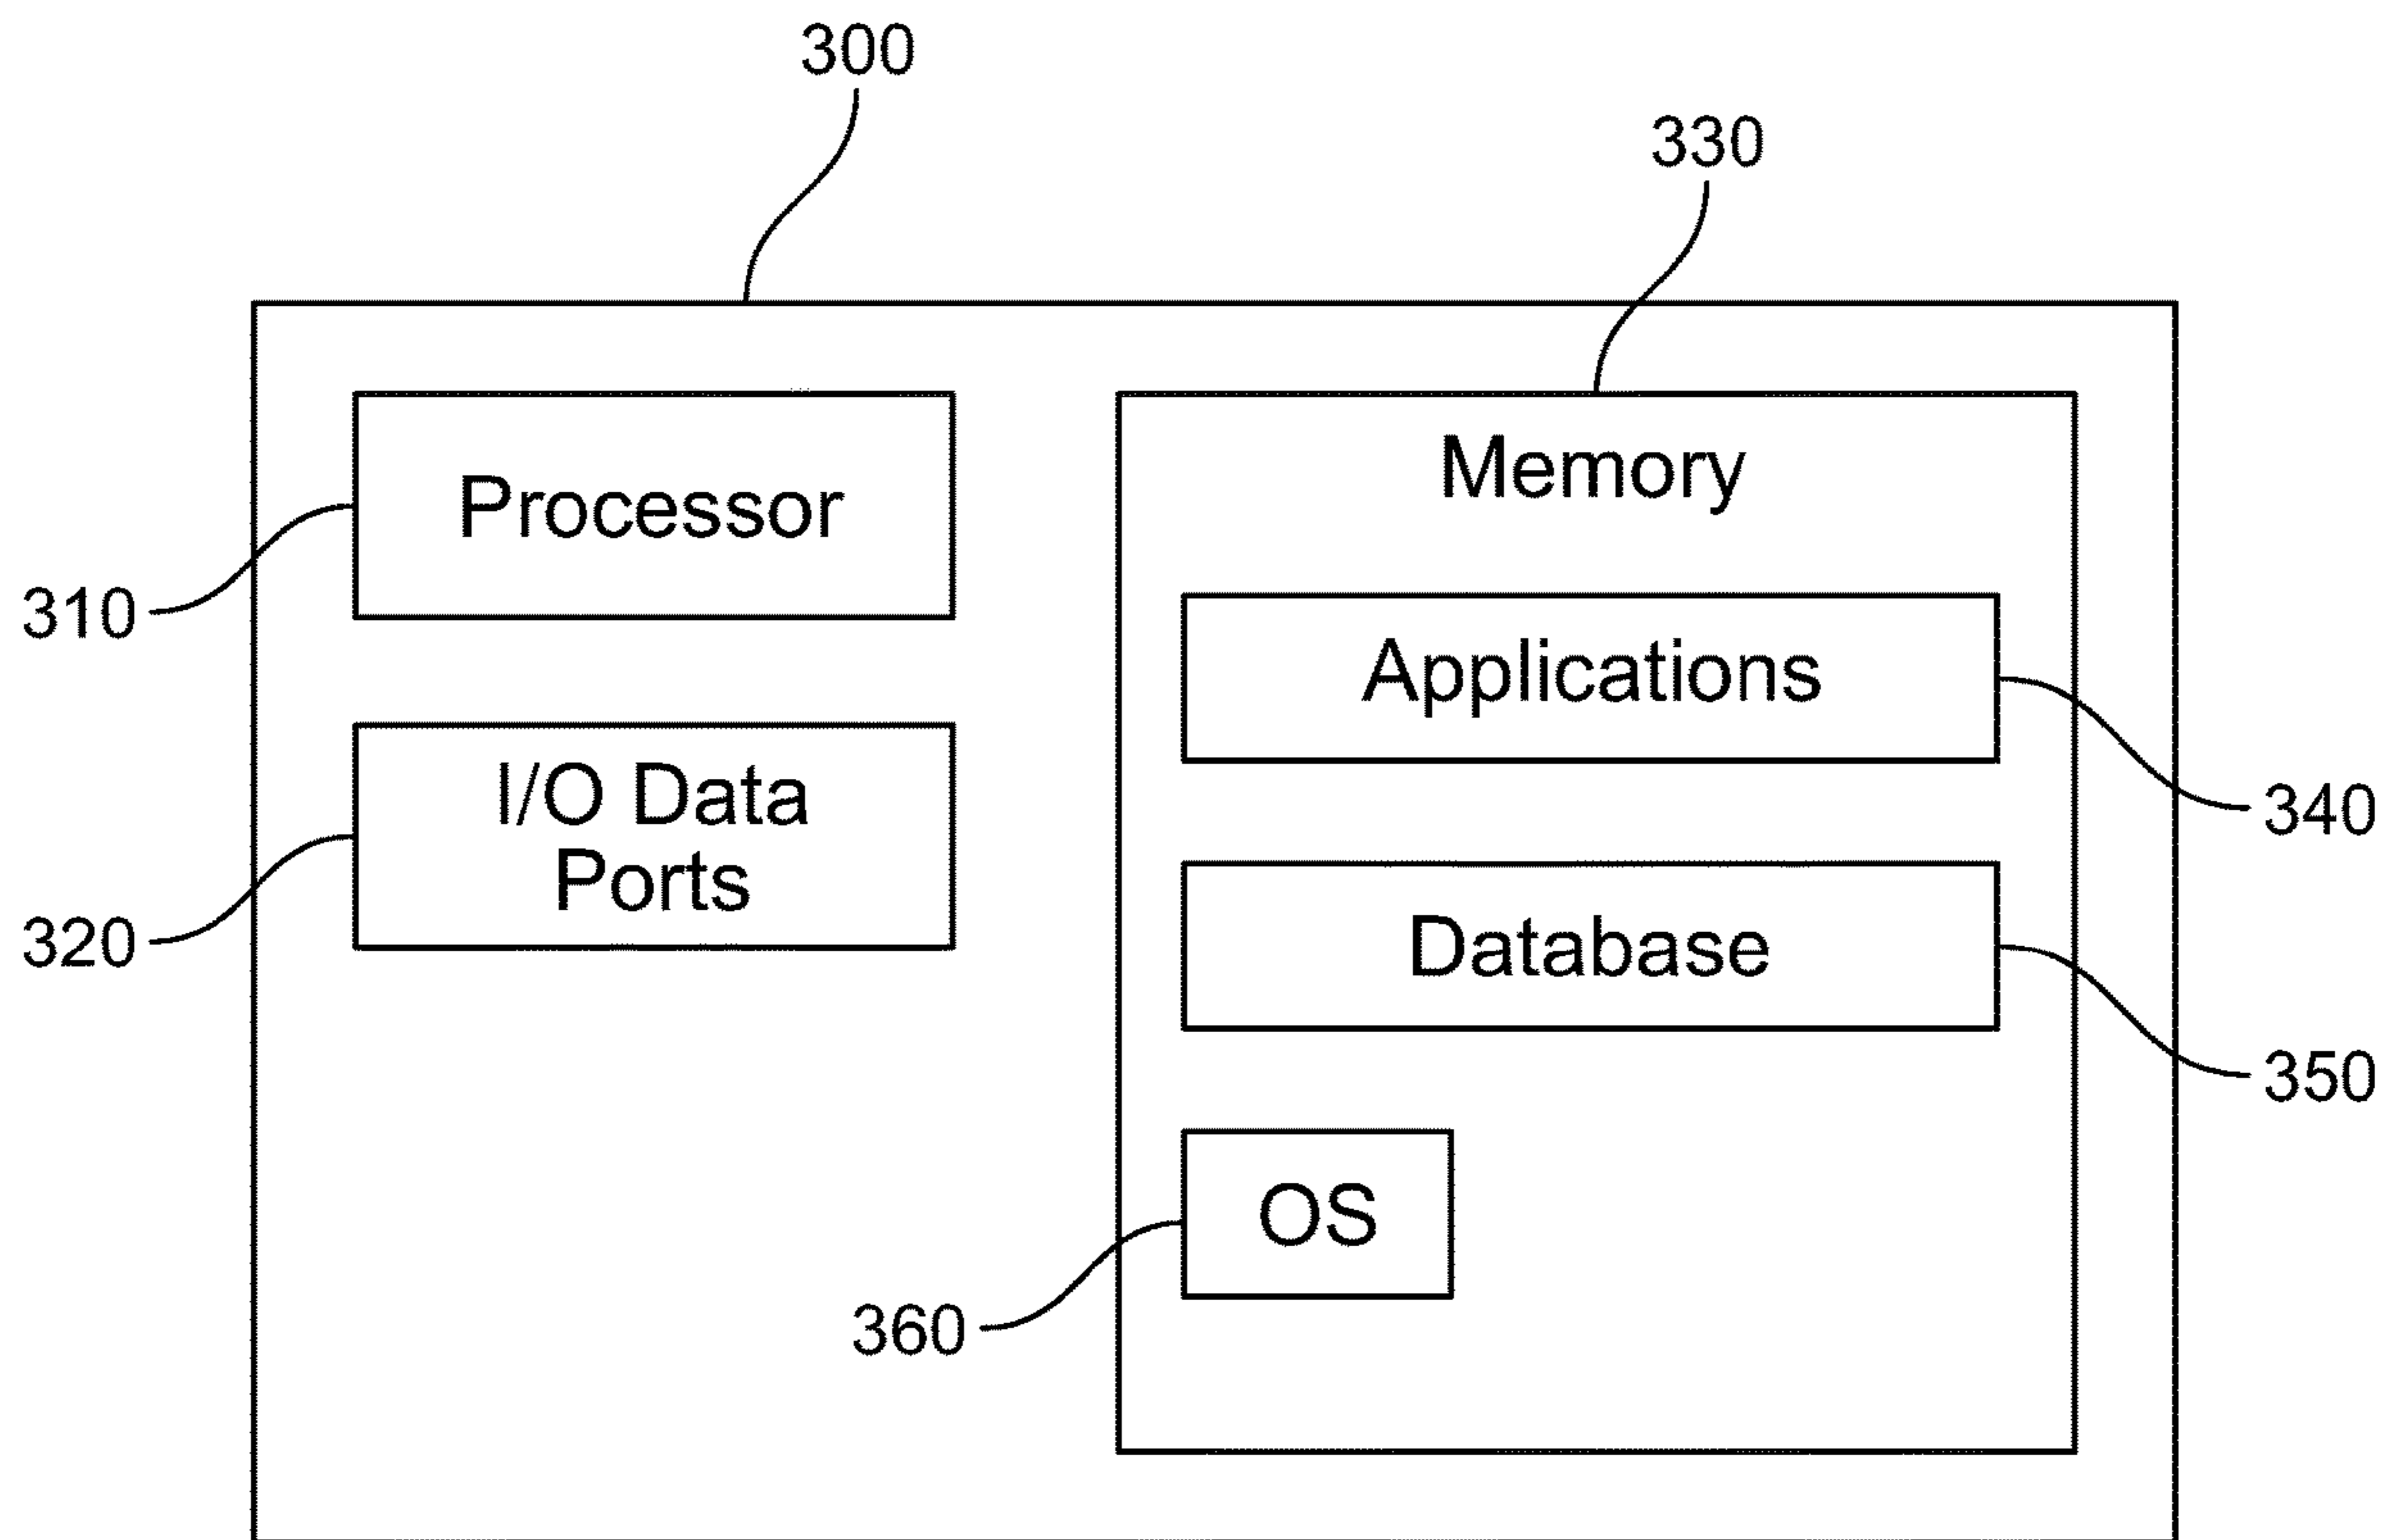 300
330
Processor
Memory
310
Applications
I/O Data
Ports
340
320
Database
350
OS
360